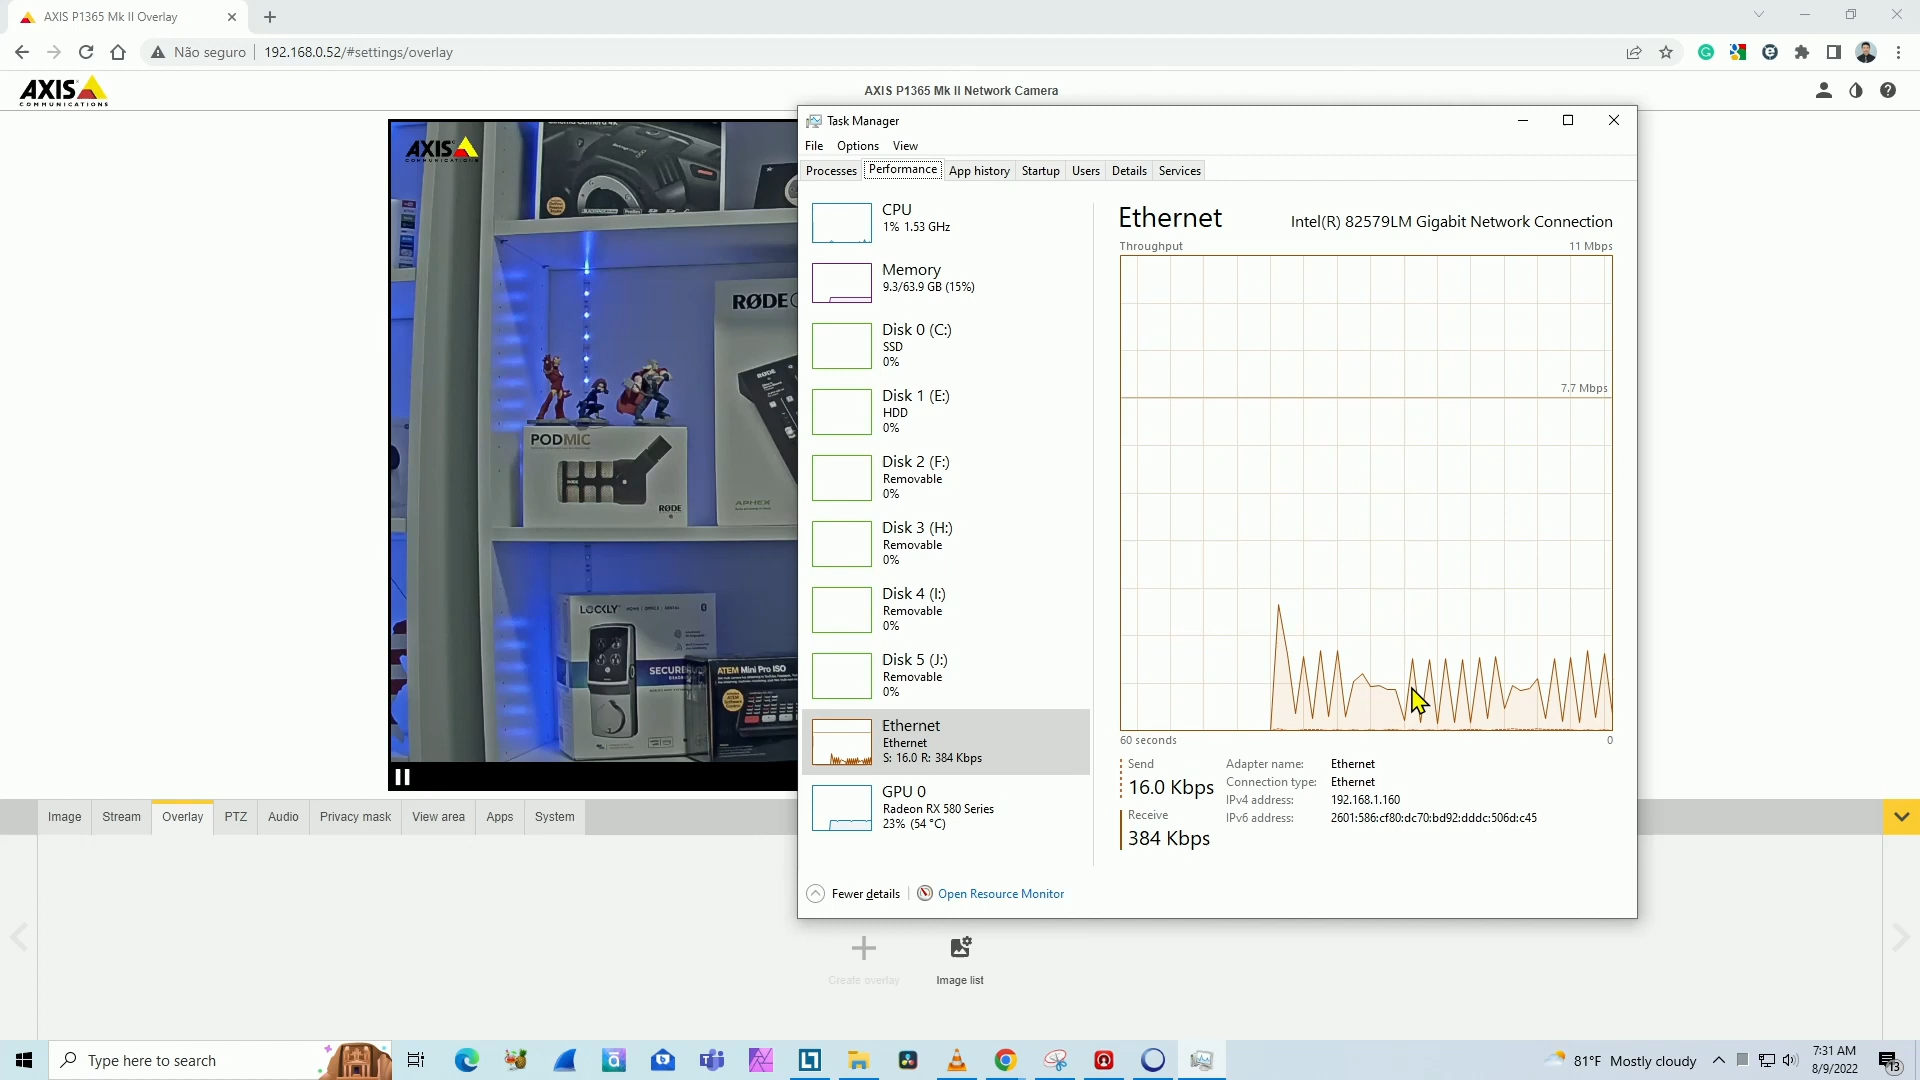 AXIS P1365 Mk II Overlay
Não seguro
192.168.0.52/#settings/overlay
AXIS
COMMUNICATIONS
AXIS P1365 Mk II Network Camera
AXIS
COMMUNICATIONS
RØDE
PODMIC
RØDE
APHEX
LOCKLY
SECURE
ATEM Mini Pro ISO
Task Manager
File Options View
Processes Performance App history Startup Users Details Services
CPU
1% 1.53 GHz
Memory
9.3/63.9 GB (15%)
Disk 0 (C:)
SSD
0%
Disk 1 (E:)
HDD
0%
Disk 2 (F:)
Removable
0%
Disk 3 (H:)
Removable
0%
Disk 4 (I:)
Removable
0%
Disk 5 (J:)
Removable
0%
Ethernet
Ethernet
S: 16.0 R: 384 Kbps
GPU 0
Radeon RX 580 Series
23% (54 °C)
Ethernet
Intel(R) 82579LM Gigabit Network Connection
Throughput
11 Mbps
7.7 Mbps
60 seconds
0
Send
16.0 Kbps
Receive
384 Kbps
Adapter name: Ethernet
Connection type: Ethernet
IPv4 address: 192.168.1.160
IPv6 address: 2601:586:cf80:dc70:bd92:dddc:506d:c45
Fewer details
Open Resource Monitor
Image Stream Overlay PTZ Audio Privacy mask View area Apps System
Create overlay
Image list
Type here to search
81°F Mostly cloudy
7:31 AM
8/9/2022
13